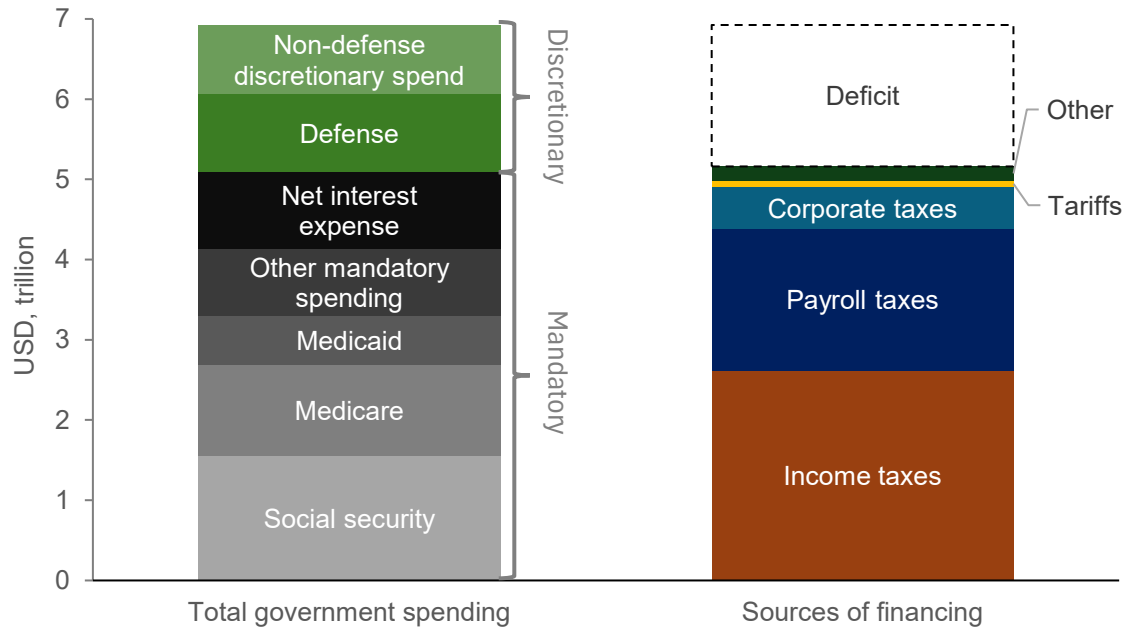 USD, trillion
7
6
5
4
3
2
1
0
Non-defense
discretionary spend
Defense
Net interest
expense
Other mandatory
spending
Medicaid
Medicare
Social security
Discretionary
Mandatory
Deficit
Other
Tariffs
Corporate taxes
Payroll taxes
Income taxes
Total government spending
Sources of financing